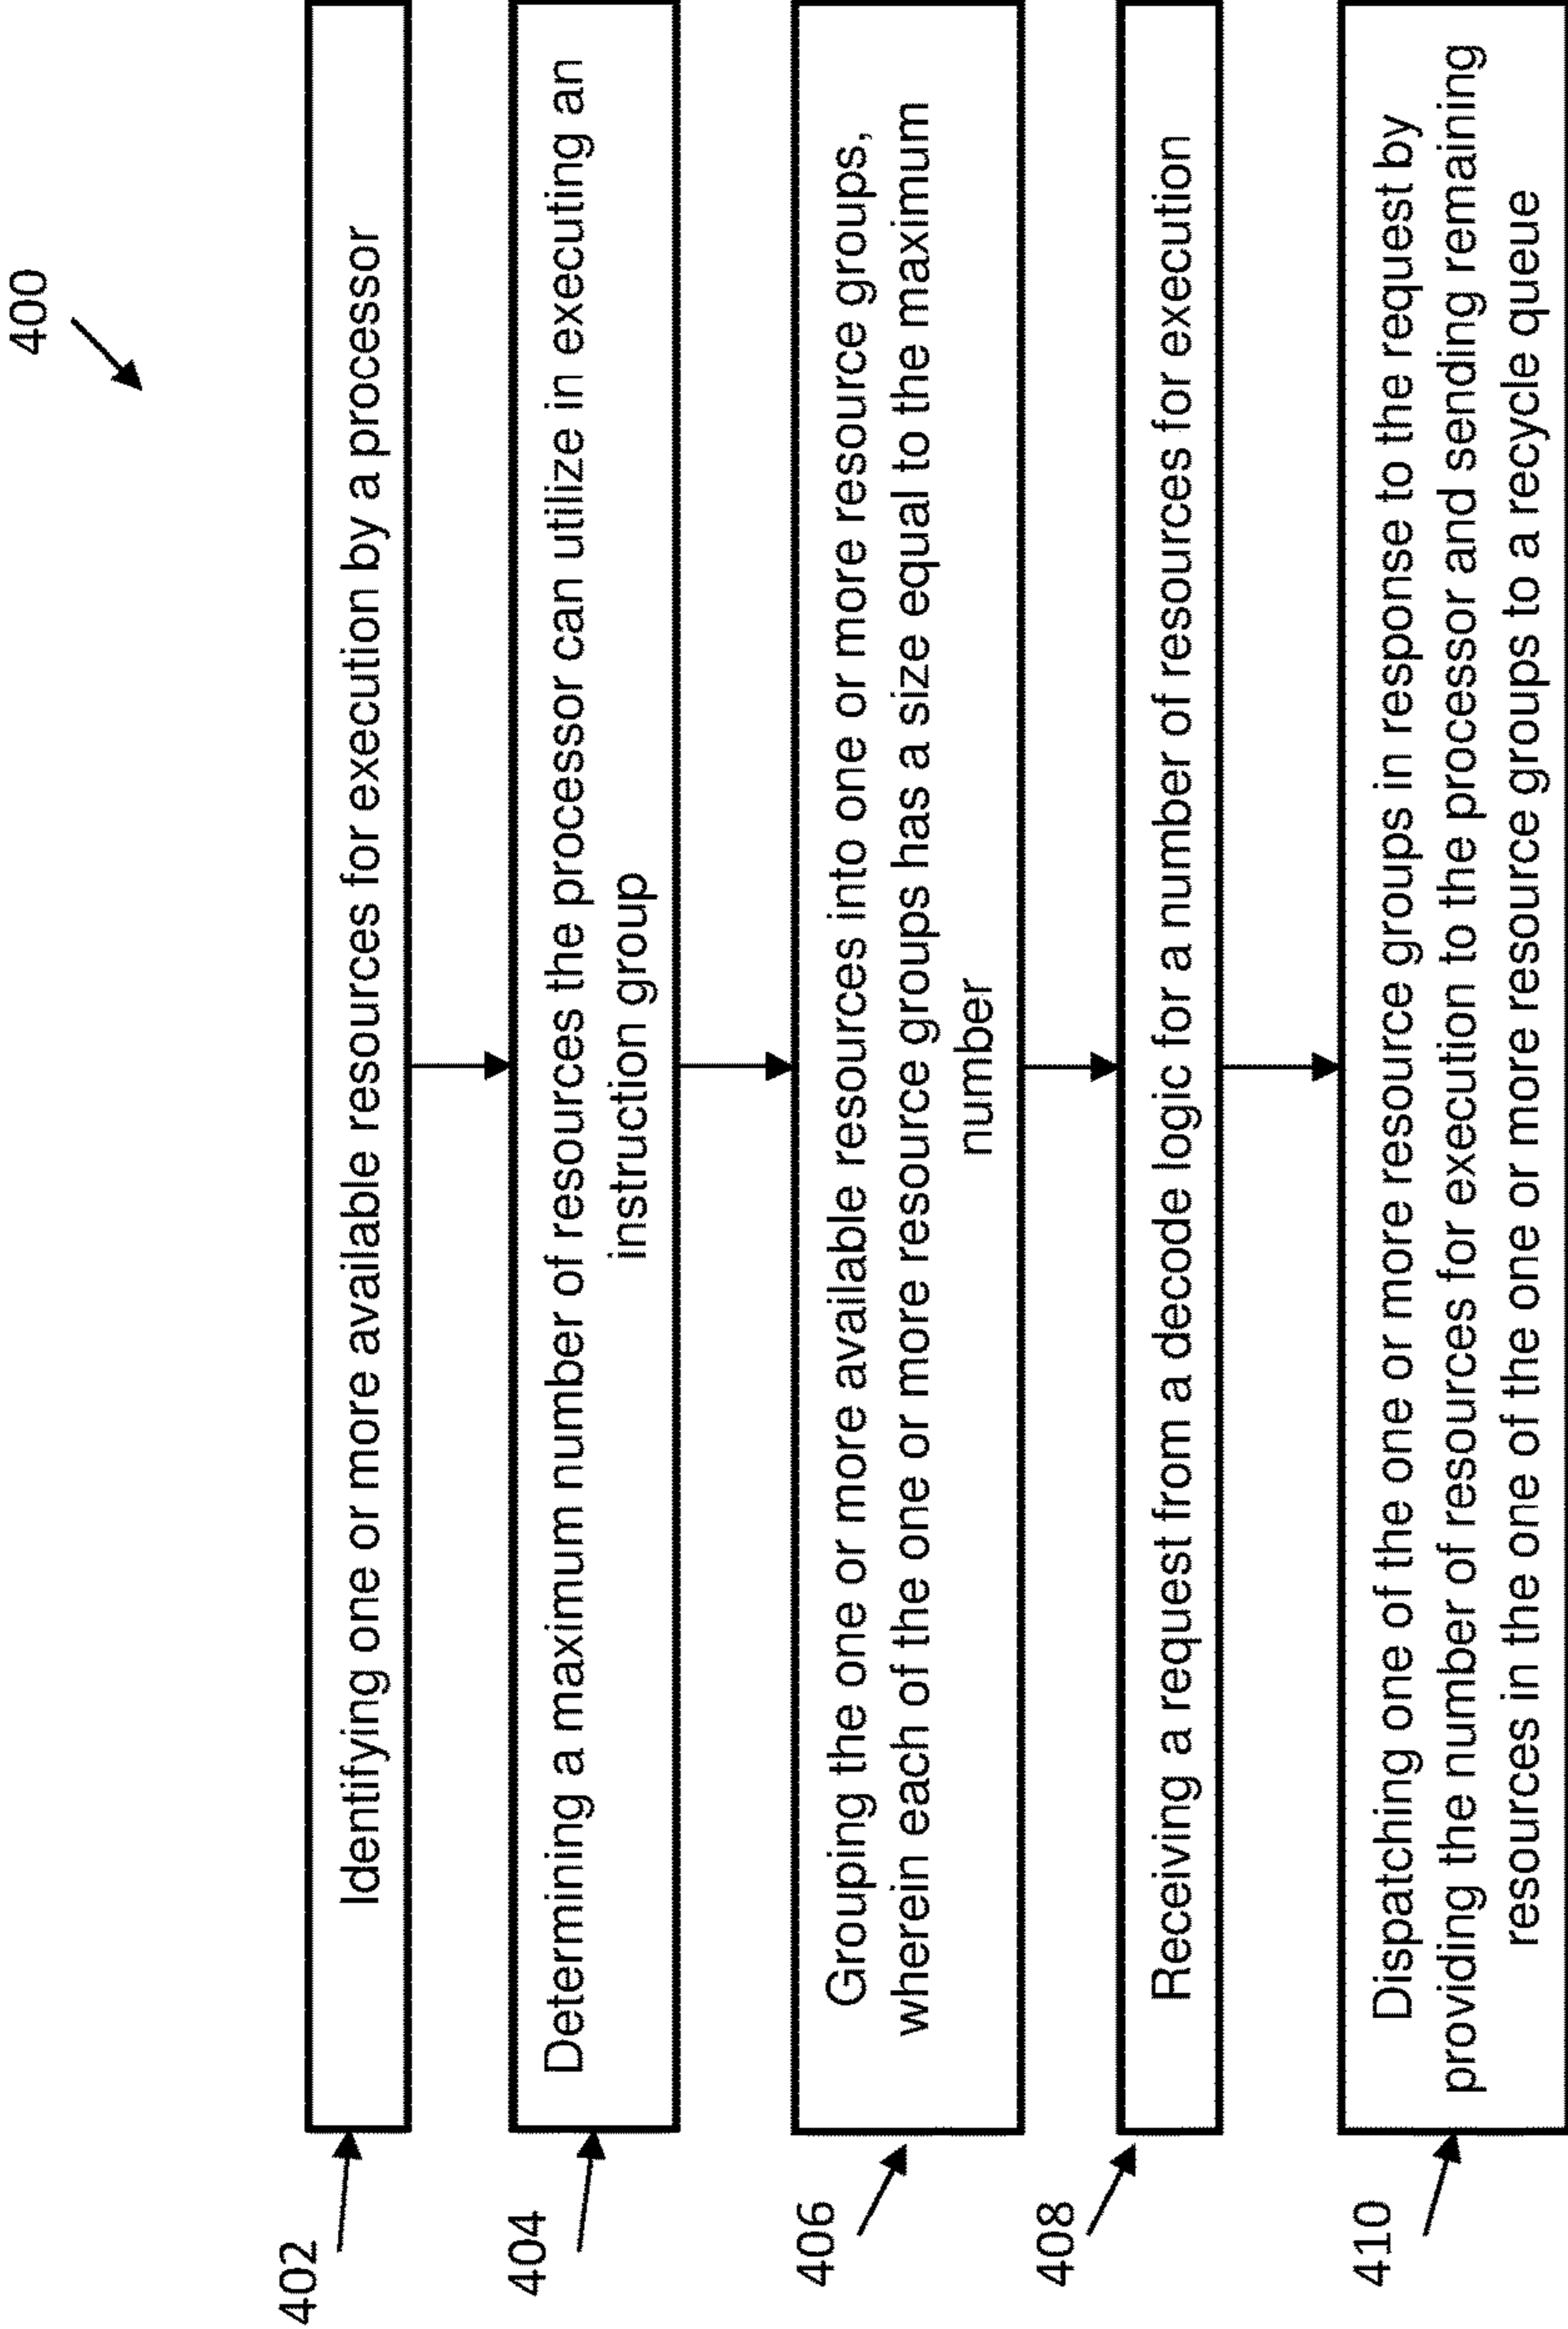 400
402
Identifying one or more available resources for execution by a processor
404
Determining a maximum number of resources the processor can utilize in executing an
instruction group
406
Grouping the one or more available resources into one or more resource groups,
wherein each of the one or more resource groups has a size equal to the maximum
number
408
Receiving a request from a decode logic for a number of resources for execution
410
Dispatching one of the one or more resource groups in response to the request by
providing the number of resources for execution to the processor and sending remaining
resources in the one of the one or more resource groups to a recycle queue